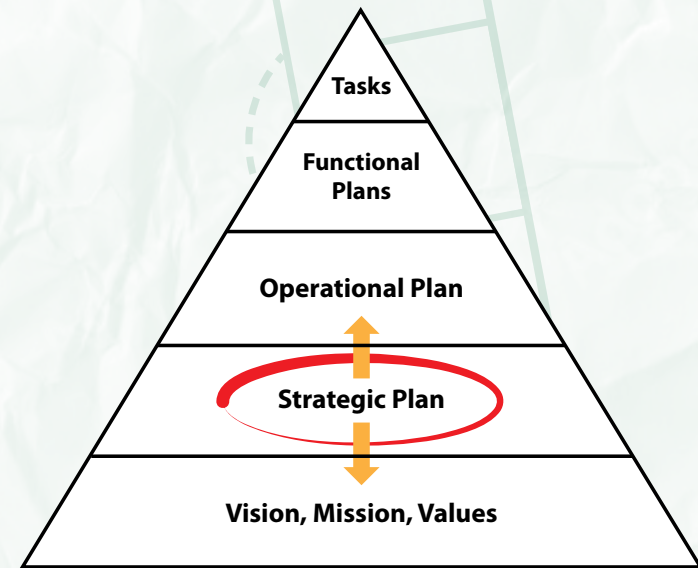 Tasks
Functional
Plans
Operational Plan
Strategic Plan
Vision, Mission, Values